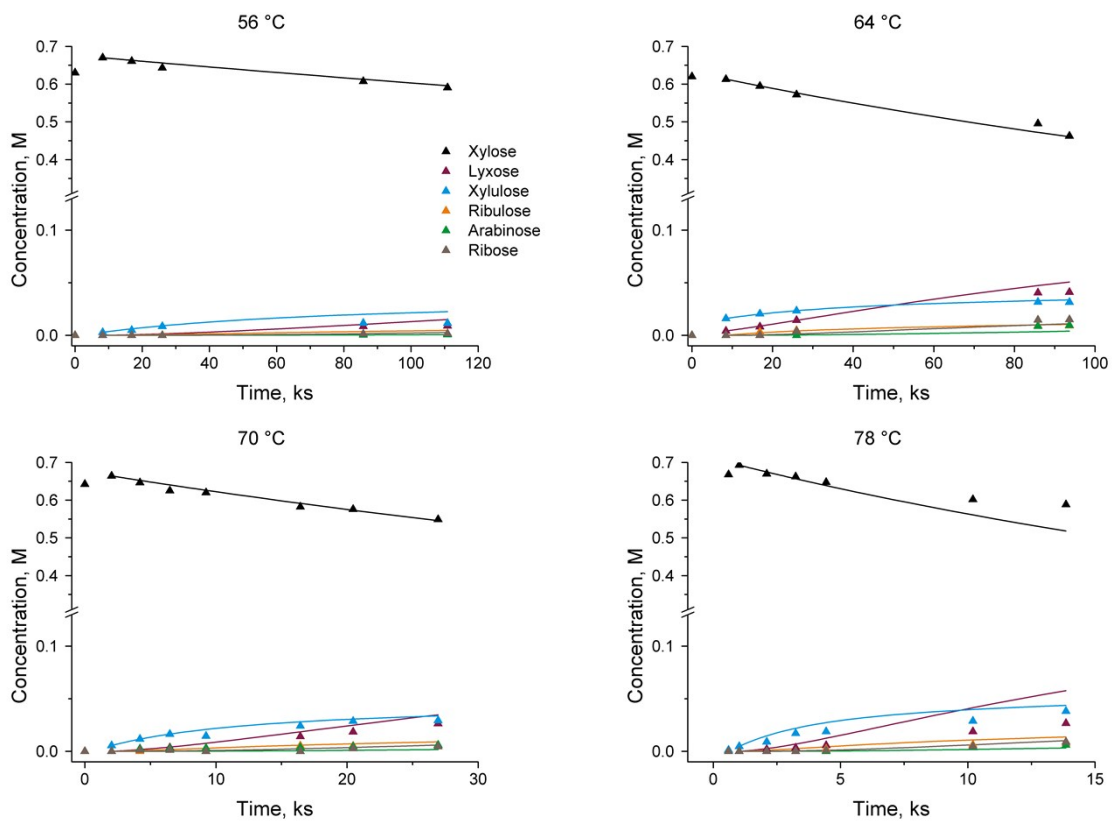 56 °C
Concentration, M
0.7
0.6
0.5
0.4
0.1
0.0
Xylose
Lyxose
Xylulose
Ribulose
Arabinose
Ribose
0 20 40 60 80 100 120
Time, ks
64 °C
Concentration, M
0.7
0.6
0.5
0.4
0.1
0.0
0 20 40 60 80 100
Time, ks
70 °C
Concentration, M
0.7
0.6
0.5
0.4
0.1
0.0
0 10 20 30
Time, ks
78 °C
Concentration, M
0.7
0.6
0.5
0.4
0.1
0.0
0 5 10 15
Time, ks